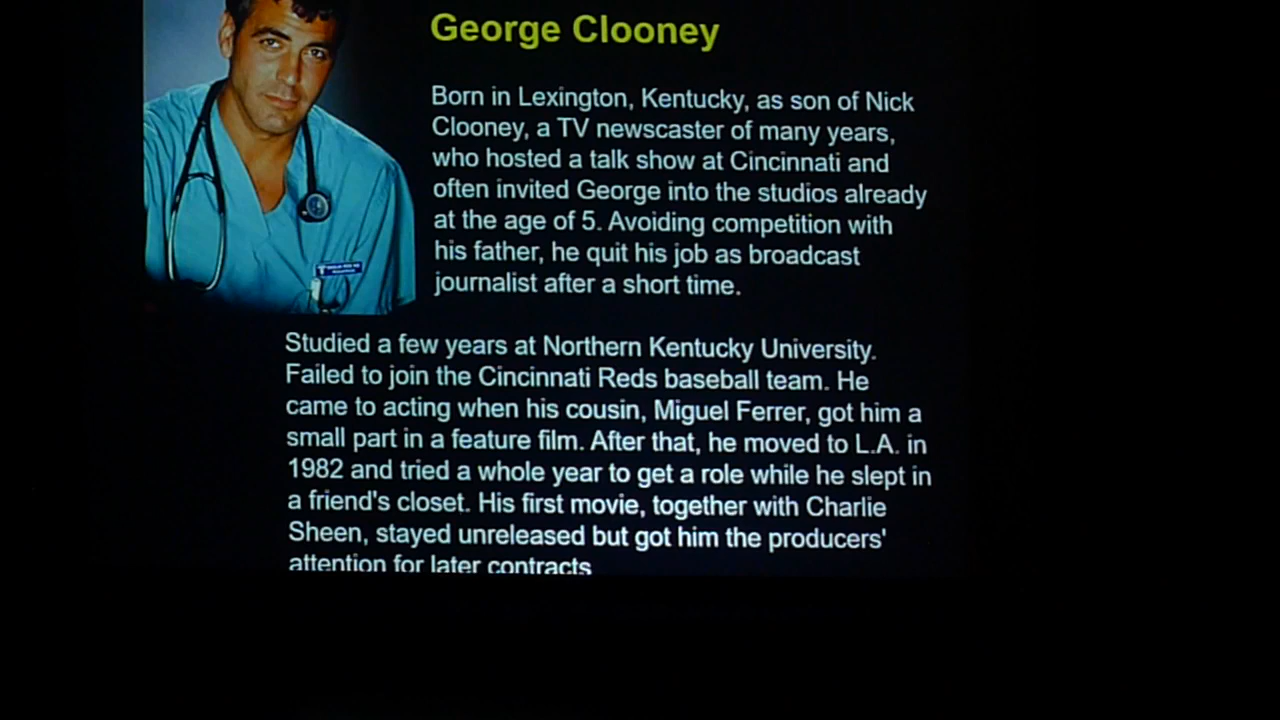 George Clooney
Born in Lexington, Kentucky, as son of Nick
Clooney, a TV newscaster of many years,
who hosted a talk show at Cincinnati and
often invited George into the studios already
at the age of 5. Avoiding competition with
his father, he quit his job as broadcast
journalist after a short time.
Studied a few years at Northern Kentucky University.
Failed to join the Cincinnati Reds baseball team. He
came to acting when his cousin, Miguel Ferrer, got him a
small part in a feature film. After that, he moved to L.A. in
1982 and tried a whole year to get a role while he slept in
a friend's closet. His first movie, together with Charlie
Sheen, stayed unreleased but got him the producers'
attention for later contracts